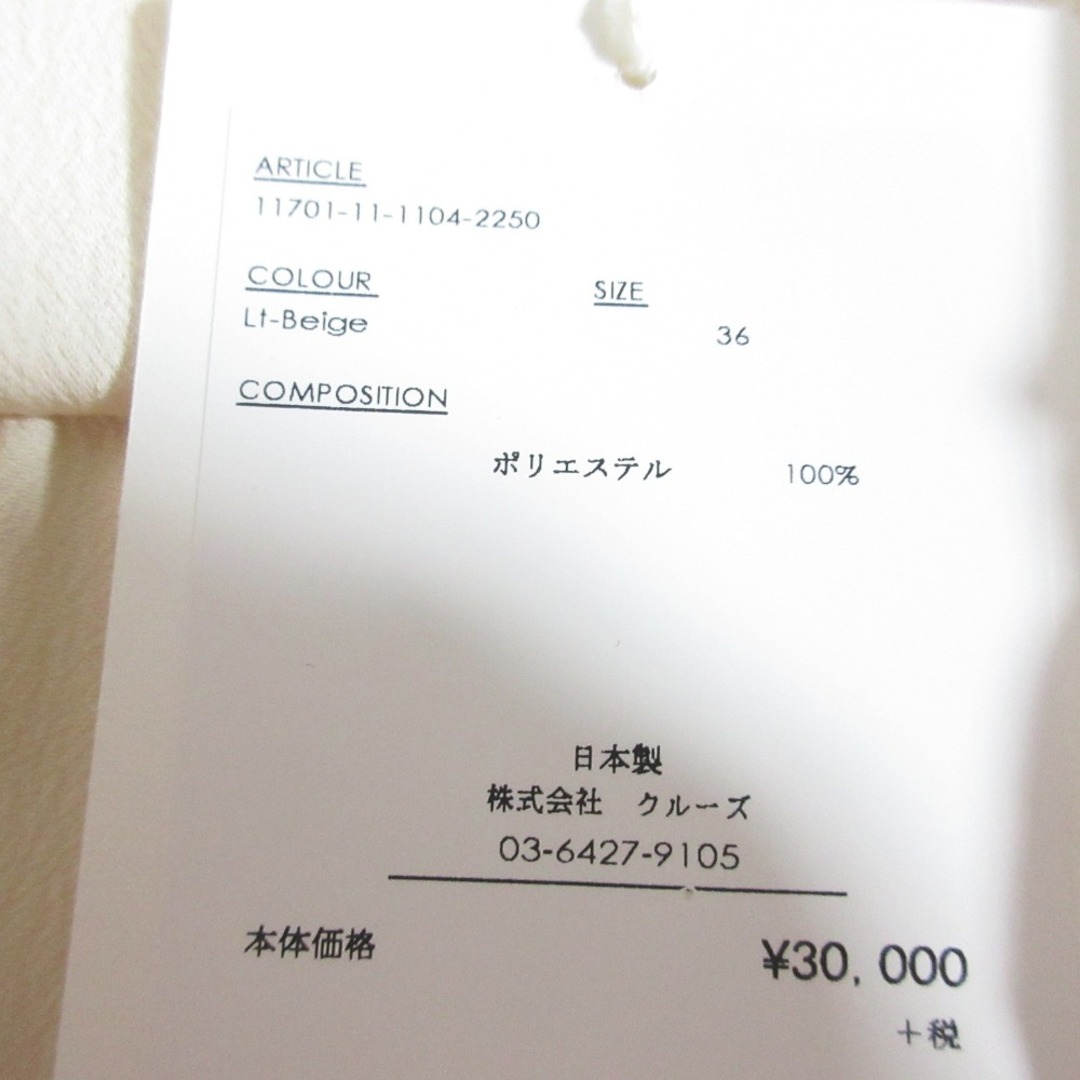 ARTICLE
11701-11-1104-2250
COLOUR SIZE
Lt-Beige 36
COMPOSITION
ポリエステル 100%
日本製
株式会社 クルーズ
03-6427-9105
本体価格 ¥30,000
+税